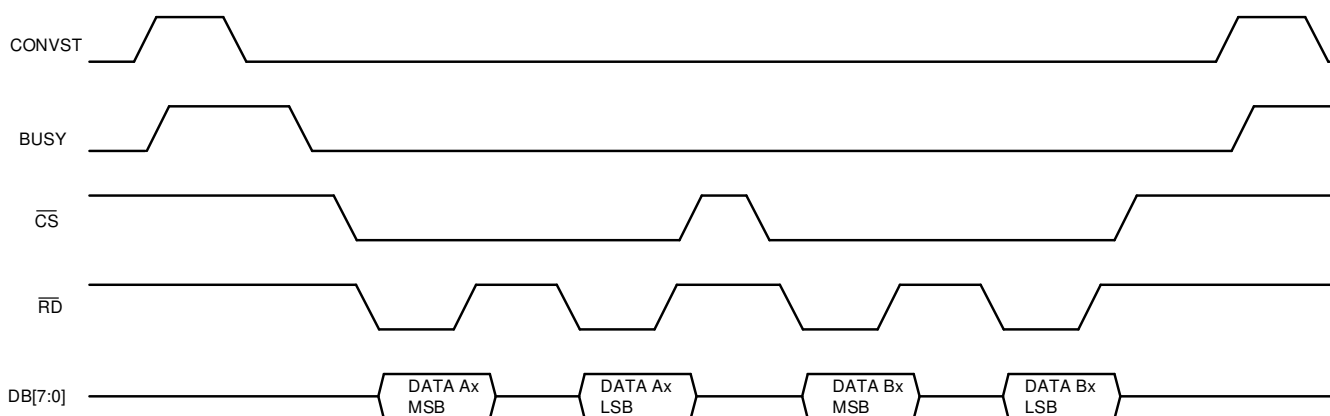 CONVST
BUSY
CS
RD
DB[7:0]
DATA Ax
MSB
DATA Ax
LSB
DATA Bx
MSB
DATA Bx
LSB